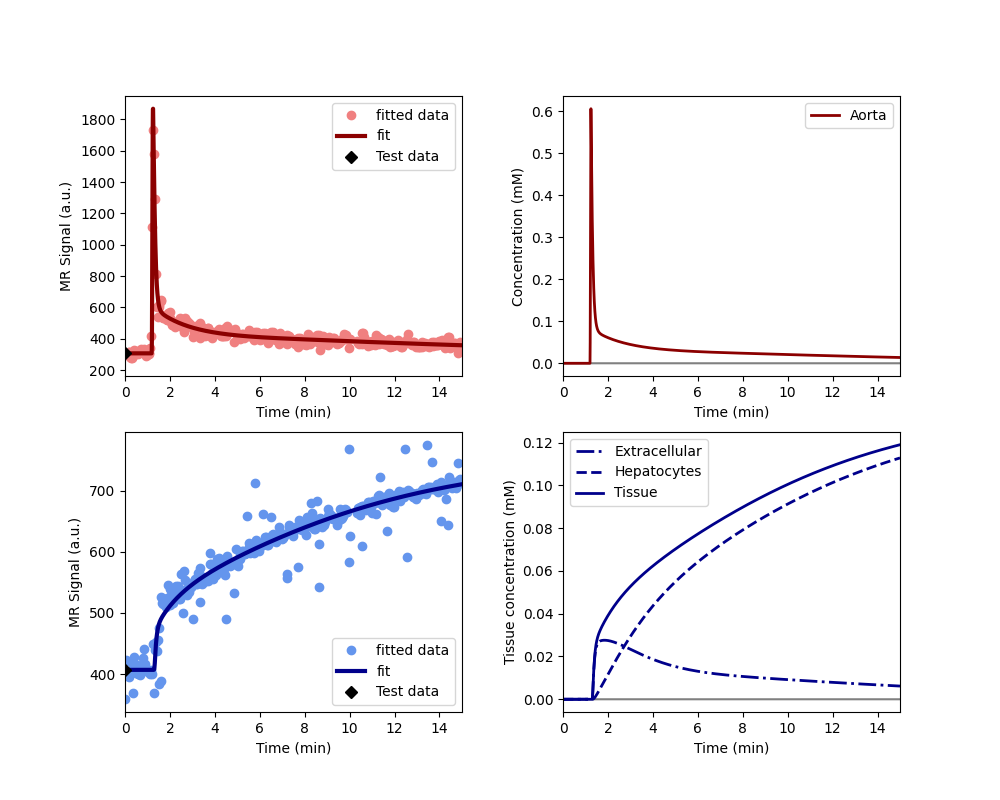 MR Signal (a.u.)
1800
1600
1400
1200
1000
800
600
400
200
0 2 4 6 8 10 12 14
Time (min)
fitted data
fit
Test data
Concentration (mM)
0.6
0.5
0.4
0.3
0.2
0.1
0.0
0 2 4 6 8 10 12 14
Time (min)
Aorta
MR Signal (a.u.)
700
600
500
400
0 2 4 6 8 10 12 14
Time (min)
fitted data
fit
Test data
Tissue concentration (mM)
0.12
0.10
0.08
0.06
0.04
0.02
0.00
0 2 4 6 8 10 12 14
Time (min)
Extracellular
Hepatocytes
Tissue